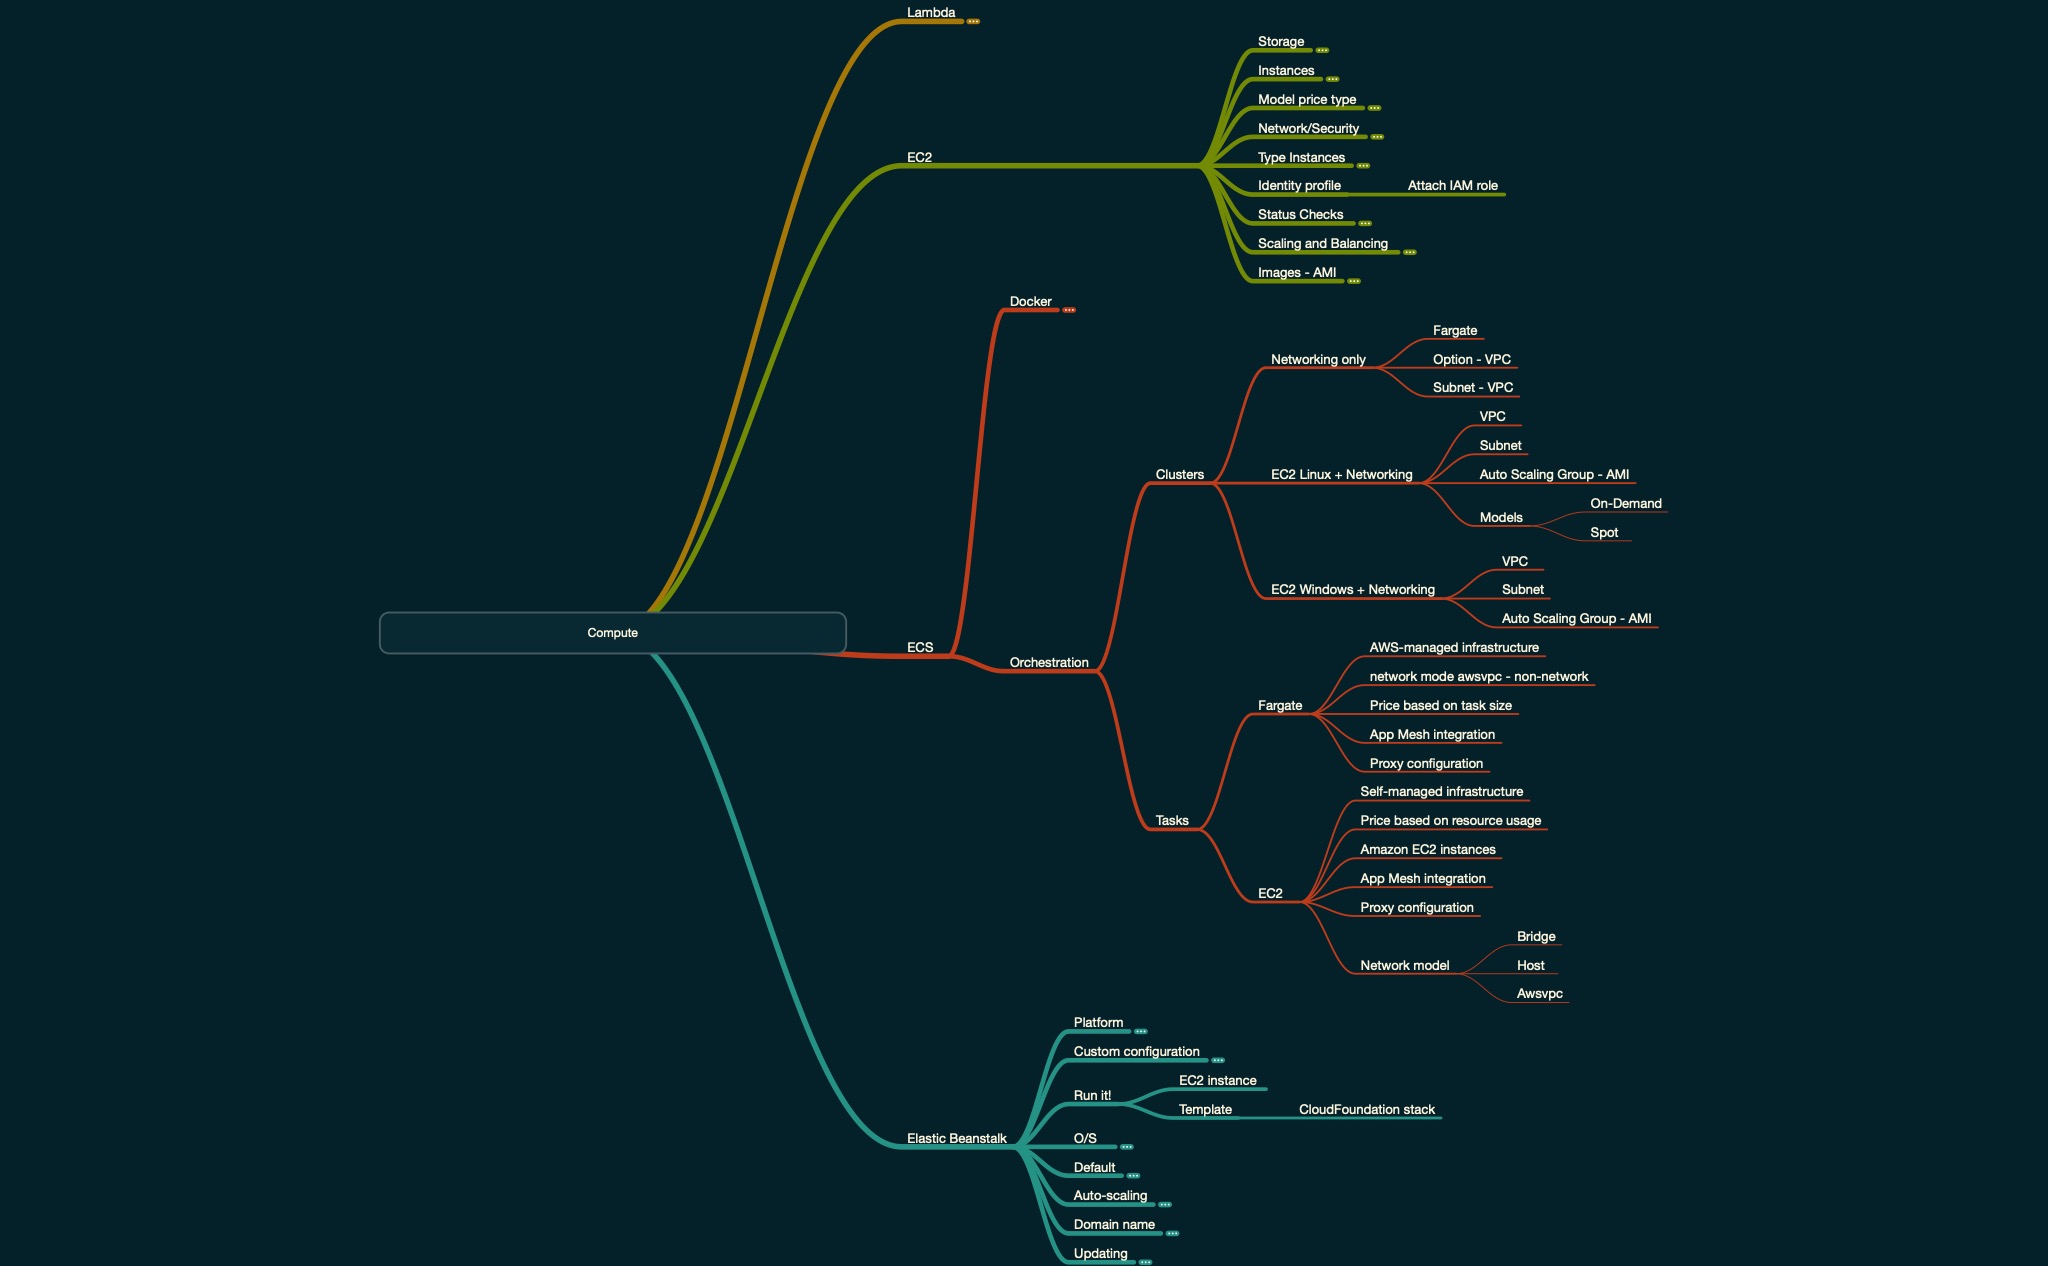 Lambda
Storage
Instances
Model price type
Network/Security
EC2
Type Instances
Identity profile
Attach IAM role
Status Checks
Scaling and Balancing
Images - AMI
Docker
Fargate
Networking only
Option - VPC
Subnet - VPC
VPC
Subnet
Clusters
EC2 Linux + Networking
Auto Scaling Group - AMI
On-Demand
Models
Spot
VPC
EC2 Windows + Networking
Subnet
Auto Scaling Group - AMI
Compute
ECS
Orchestration
AWS-managed infrastructure
network mode awsvpc - non-network
Fargate
Price based on task size
App Mesh integration
Proxy configuration
Self-managed infrastructure
Tasks
Price based on resource usage
Amazon EC2 instances
App Mesh integration
EC2
Proxy configuration
Bridge
Network model
Host
Awsvpc
Platform
Custom configuration
EC2 instance
Run it!
Template
CloudFoundation stack
Elastic Beanstalk
O/S
Default
Auto-scaling
Domain name
Updating